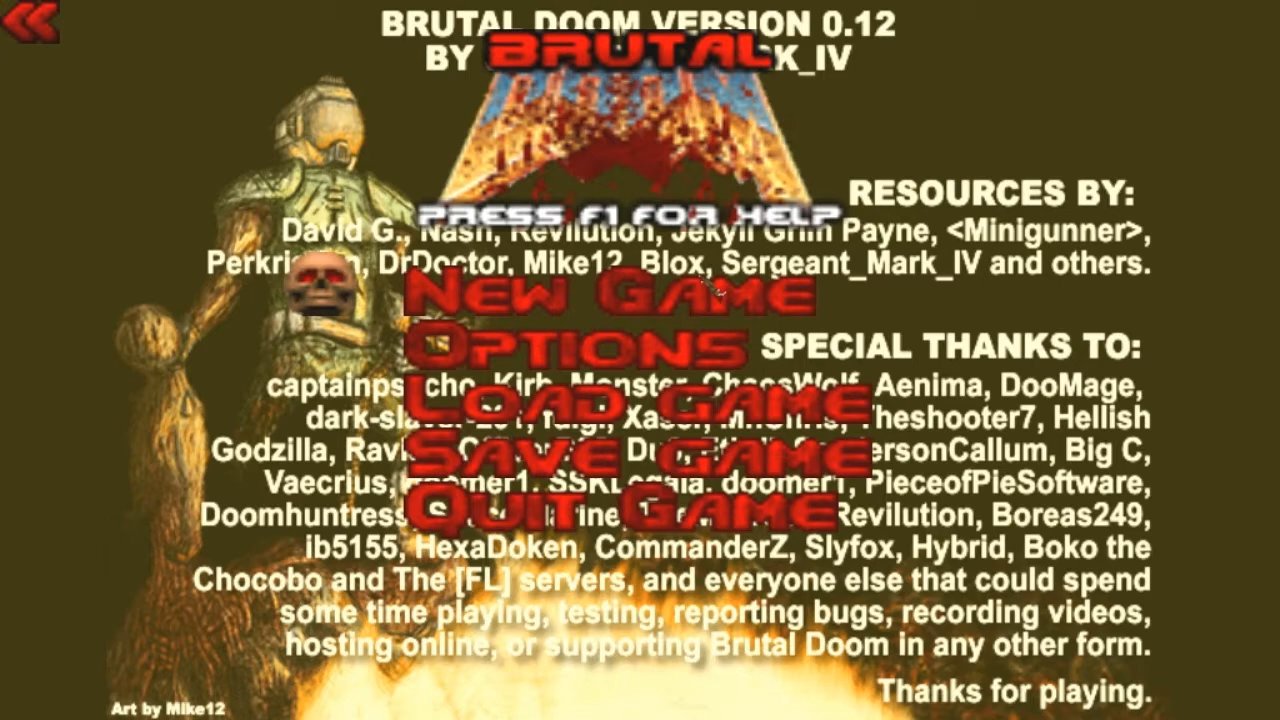 BRUTAL DOOM VERSION 0.12
BY K_IV
BRUTAL
PRESS F1 FOR HELP
RESOURCES BY:
David G., Nash, Revilution, Jekyll Grim Payne, <Minigunner>,
DrDoctor, Mike12, Blox, Sergeant_Mark_IV and others.
NEW GAME
OPTIONS
SPECIAL THANKS TO:
Kirb, Monster, ChaosWolf, Aenima, DooMage,
LOAD GAME
Theshooter7, Hellish
Godzilla, Big C,
SAVE GAME
Vaecrius, doomer1, PieceofPieSoftware,
QUIT GAME
Doomhuntress, Revilution, Boreas249,
ib5155, HexaDoken, CommanderZ, Slyfox, Hybrid, Boko the
Chocobo and The [FL] servers, and everyone else that could spend
some time playing, testing, reporting bugs, recording videos,
hosting online, or supporting Brutal Doom in any other form.
Thanks for playing.
Art by Mike12